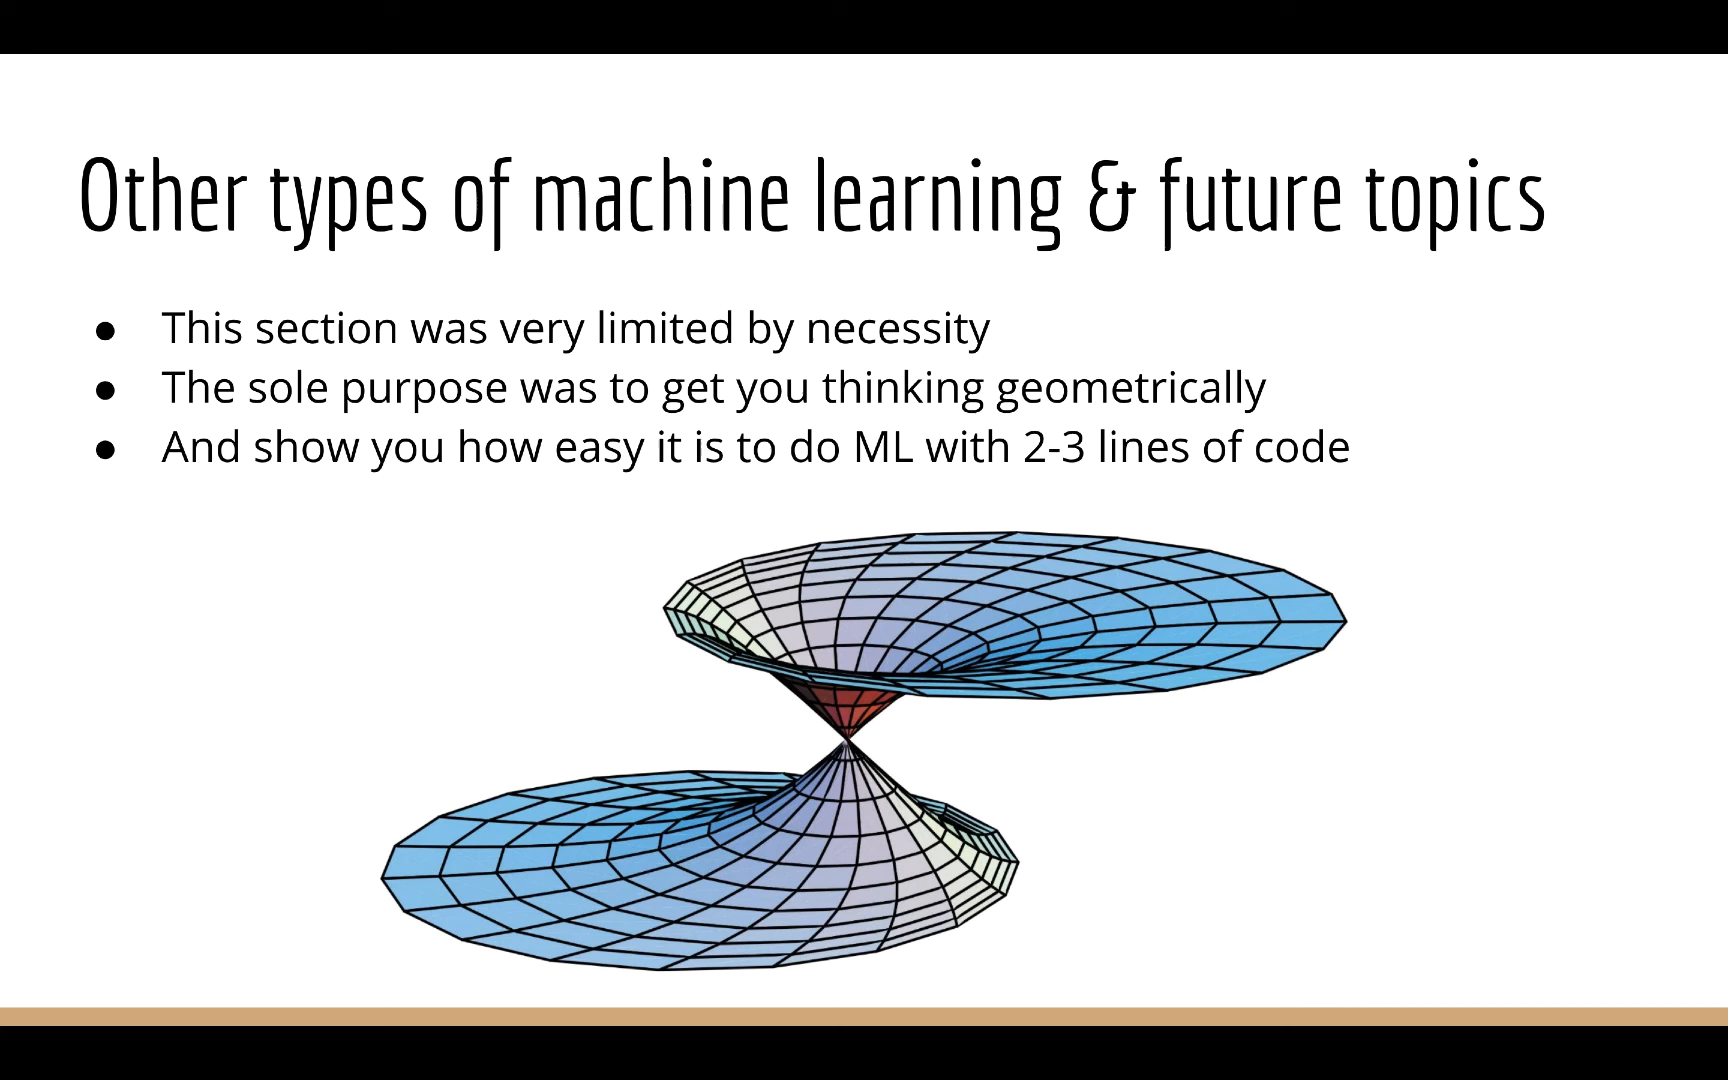 Other types of machine learning & future topics
● This section was very limited by necessity
● The sole purpose was to get you thinking geometrically
● And show you how easy it is to do ML with 2-3 lines of code